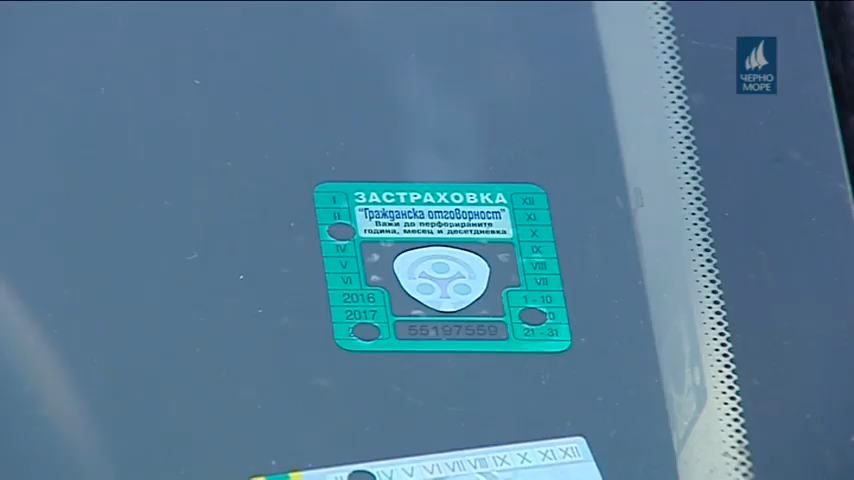 ЧЕРНО
МОРЕ
ЗАСТРАХОВКА
"Гражданска отговорност"
Важи до перфорираните
година, месец и десетдневка
I
II
IV
V
VI
2016
2017
XII
XI
X
IX
VIII
VII
1 - 10
21 - 31
55197559
IV V VI VII VIII IX X XI XII